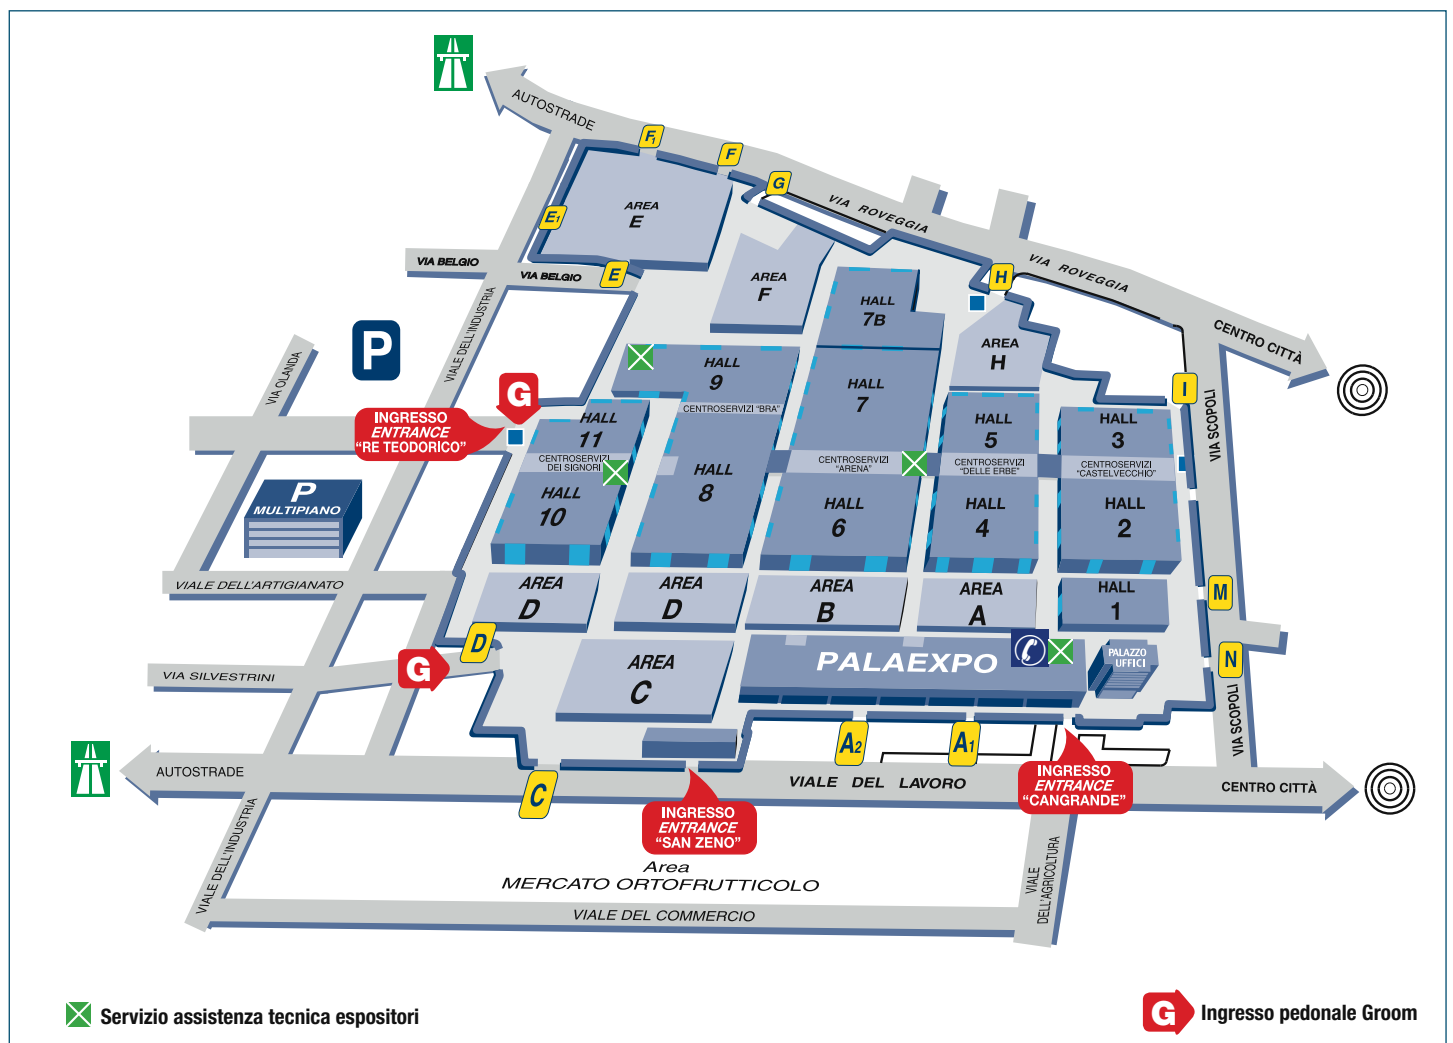 AUTOSTRADE
F1
F
G
VIA ROVEGGIA
VIA ROVEGGIA
AREA
E
E1
E
VIA BELGIO
VIA BELGIO
AREA
F
H
HALL
7B
AREA
H
CENTRO CITTÀ
VIALE DELL'INDUSTRIA
VIA OLANDA
P
G
INGRESSO
ENTRANCE
"RE TEODORICO"
HALL
9
CENTROSERVIZI "BRA"
HALL
7
HALL
11
CENTROSERVIZI
DEI SIGNORI
HALL
10
HALL
8
CENTROSERVIZI
"ARENA"
HALL
6
HALL
5
CENTROSERVIZI
"DELLE ERBE"
HALL
4
HALL
3
CENTROSERVIZI
"CASTELVECCHIO"
HALL
2
I
VIA SCOPOLI
P
MULTIPIANO
VIALE DELL'ARTIGIANATO
AREA
D
AREA
D
AREA
B
AREA
A
HALL
1
M
N
D
G
VIA SILVESTRINI
AREA
C
PALAEXPO
PALAZZO
UFFICI
VIA SCOPOLI
A2
A1
AUTOSTRADE
C
VIALE DEL LAVORO
CENTRO CITTÀ
INGRESSO
ENTRANCE
"SAN ZENO"
INGRESSO
ENTRANCE
"CANGRANDE"
VIALE DELL'INDUSTRIA
Area
MERCATO ORTOFRUTTICOLO
VIALE
DELL'AGRICOLTURA
VIALE DEL COMMERCIO
Servizio assistenza tecnica espositori
G
Ingresso pedonale Groom